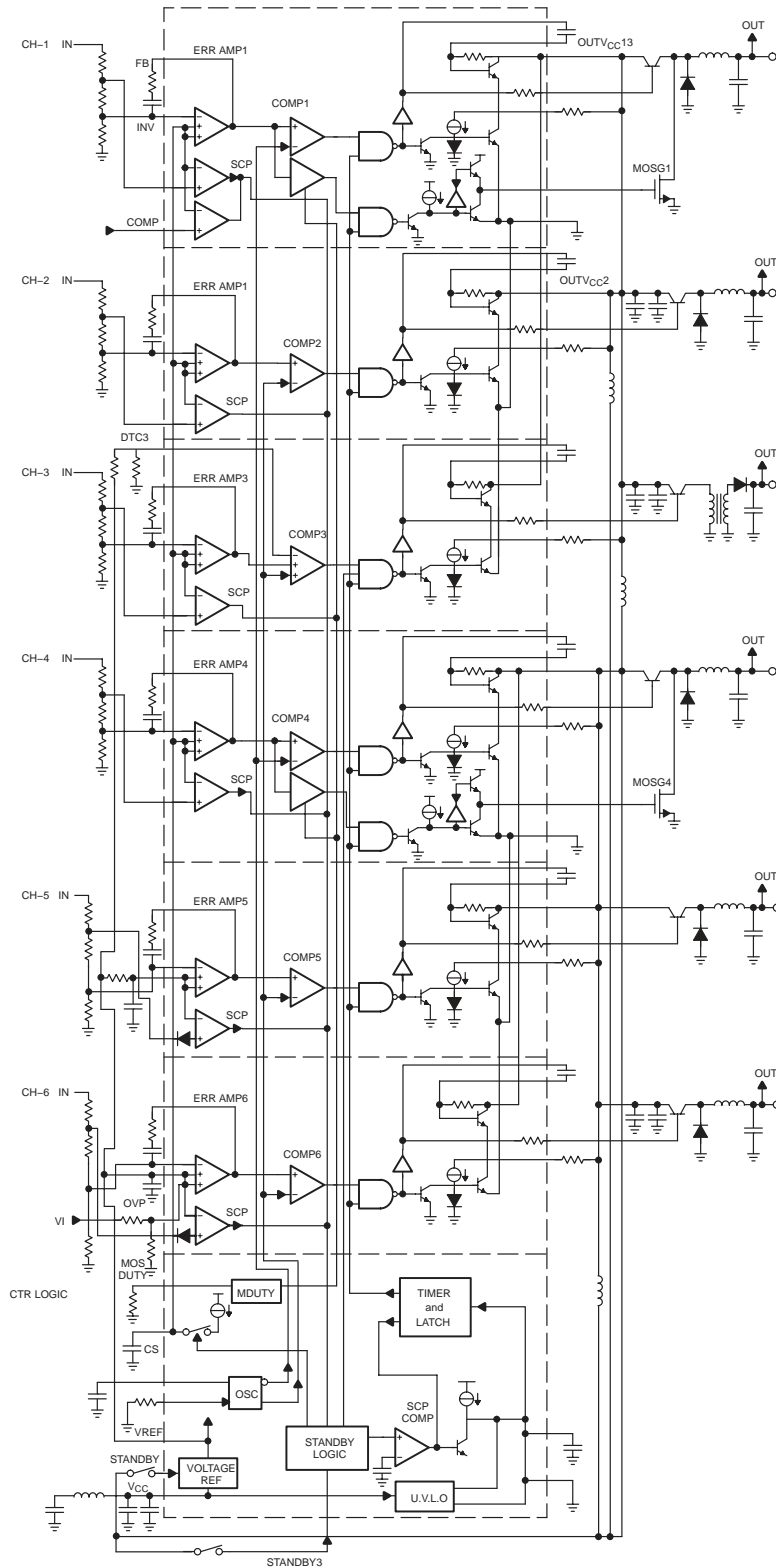 OUT
CH–1 IN
ERR AMP1
OUTVCC13
FB
COMP1
INV
SCP
MOSG1
COMP
CH–2 IN
ERR AMP1
OUTVCC2
OUT
COMP2
SCP
DTC3
CH–3 IN
ERR AMP3
OUT
COMP3
SCP
CH–4 IN
ERR AMP4
OUT
COMP4
SCP
MOSG4
CH–5 IN
ERR AMP5
OUT
COMP5
SCP
CH–6 IN
ERR AMP6
OUT
COMP6
OVP
SCP
VI
MOS
DUTY
CTR LOGIC
MDUTY
TIMER
and
LATCH
CS
OSC
SCP
COMP
VREF
STANDBY
LOGIC
STANDBY
VOLTAGE
REF
VCC
U.V.L.O
STANDBY3